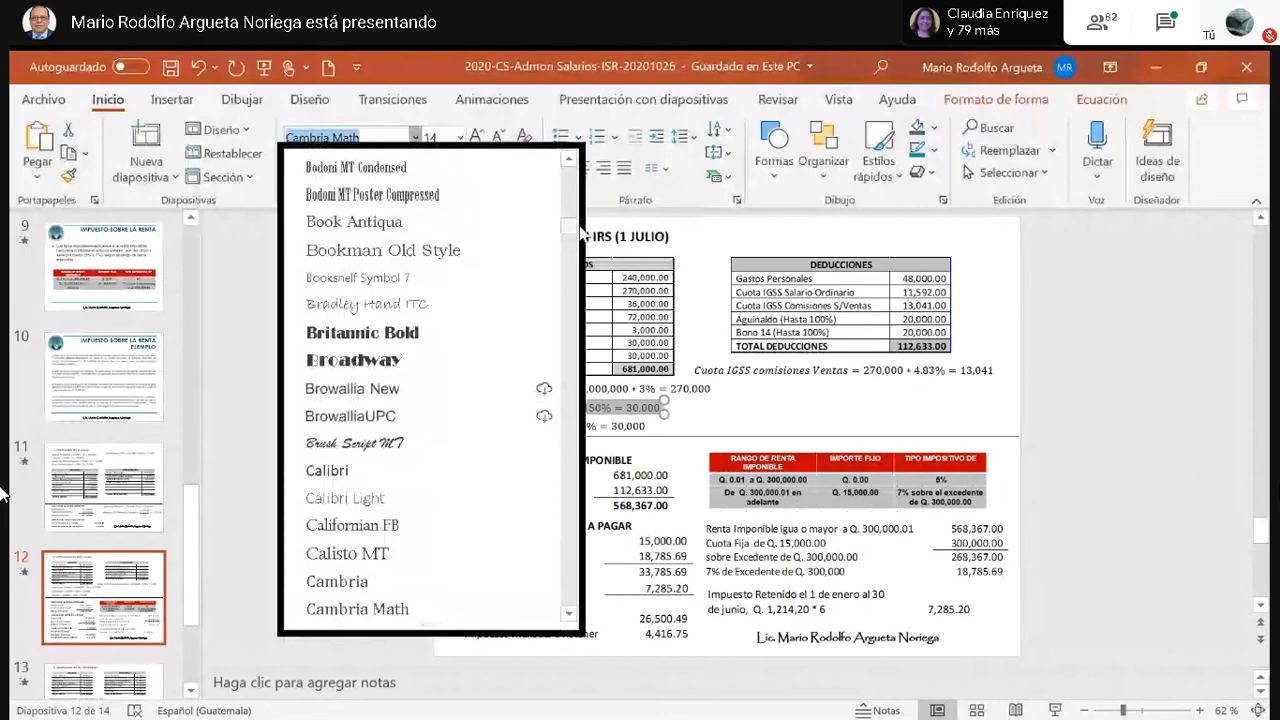 Mario Rodolfo Argueta Noriega está presentando
Claudia Enriquez
y 79 más
82
Tú
Autoguardado
2020-CS-Admon Salarios-ISR-20201026 - Guardado en Este PC
Mario Rodolfo Argueta MR
Archivo Inicio Insertar Dibujar Diseño Transiciones Animaciones Presentación con diapositivas Revisar Vista Ayuda Formato de forma Ecuación
Pegar
Nueva
diapositiva
Diseño
Restablecer
Sección
Cambria Math 14
Formas Organizar Estilos
rápidos
Buscar
Reemplazar
Seleccionar
Dictar
Ideas de
diseño
Portapapeles Diapositivas Párrafo Dibujo Edición Voz Diseñador
Bodoni MT Condensed
Bodoni MT Poster Compressed
Book Antiqua
Bookman Old Style
Bookshelf Symbol 7
Bradley Hand ITC
Britannic Bold
Broadway
Browallia New
BrowalliaUPC
Brush Script MT
Calibri
Calibri Light
Californian FB
Calisto MT
Cambria
Cambria Math
9
IMPUESTO SOBRE LA RENTA
10
IMPUESTO SOBRE LA RENTA
EJEMPLO
11
12
13
IRS (1 JULIO)
OS
240,000.00
270,000.00
36,000.00
72,000.00
3,000.00
30,000.00
30,000.00
681,000.00
DEDUCCIONES
Gastos Personales 48,000.00
Cuota IGSS Salario Ordinario 11,592.00
Cuota IGSS Comisiones S/Ventas 13,041.00
Aguinaldo (Hasta 100%) 20,000.00
Bono 14 (Hasta 100%) 20,000.00
TOTAL DEDUCCIONES 112,633.00
Cuota IGSS comisiones Ventas = 270,000 * 4.83% = 13,041
000,000 * 3% = 270,000
.50% = 30,000
% = 30,000
PONIBLE
681,000.00
112,633.00
568,367.00
A PAGAR
15,000.00
18,785.69
33,785.69
7,285.20
26,500.49
4,416.75
RANGO DE RENTA IMPONIBLE IMPORTE FIJO TIPO IMPOSITIVO DE
Q. 0.01 a Q. 300,000.00 Q. 0.00 5%
De Q. 300,000.01 en adelante Q. 15,000.00 7% sobre el excedente de Q. 300,000.00
Renta Imponible igual a o mayor a Q. 300,000.01 568,367.00
Cuota Fija de Q. 15,000.00 300,000.00
sobre Excedente de Q. 300,000.00 268,367.00
7% de Excedente de Q. 300,000 18,785.69
Impuesto Retenido el 1 de enero al 30
de junio, Q. 1,214.20 7,285.20
Lic. Mario Rodolfo Argueta Noriega
Haga clic para agregar notas
Diapositiva 12 de 14 Español (Guatemala) Notas 62 %